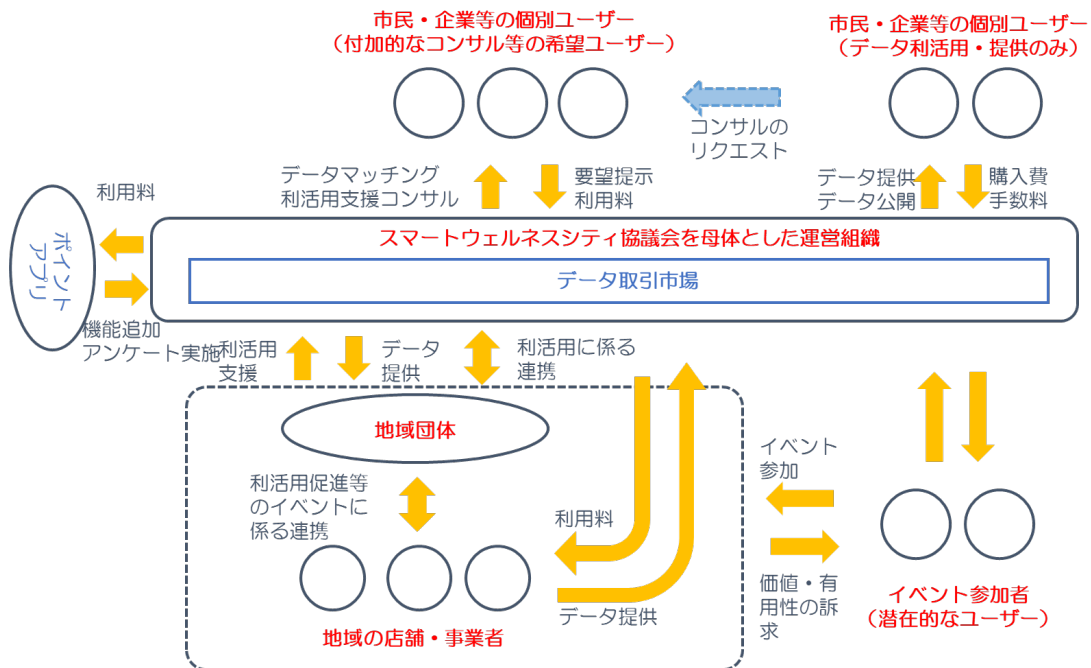 市民・企業等の個別ユーザー
（付加的なコンサル等の希望ユーザー）
市民・企業等の個別ユーザー
（データ利活用・提供のみ）
コンサルの
リクエスト
データマッチング
利活用支援コンサル
要望提示
利用料
データ提供
データ公開
購入費
手数料
利用料
ポイント
アプリ
スマートウェルネスシティ協議会を母体とした運営組織
データ取引市場
機能追加
アンケート実施
利活用
支援
データ
提供
利活用に係る
連携
地域団体
利活用促進等
のイベントに
係る連携
利用料
データ提供
地域の店舗・事業者
イベント
参加
価値・有
用性の訴
求
イベント参加者
（潜在的なユーザー）